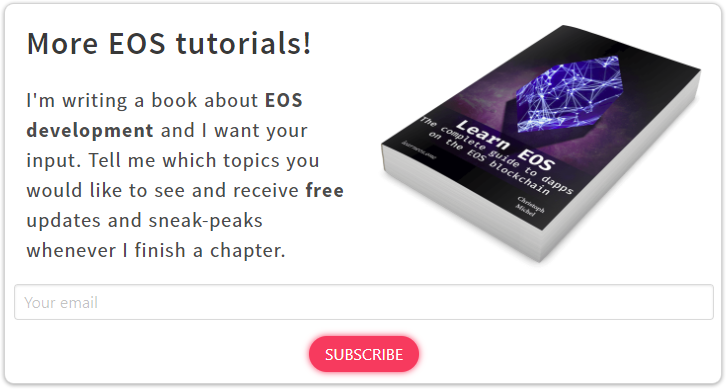 More EOS tutorials!
I'm writing a book about EOS
development and I want your
input. Tell me which topics you
would like to see and receive free
updates and sneak-peaks
whenever I finish a chapter.
Learn EOS
The complete guide to dapps
on the EOS blockchain
learneos.one
Christoph
Michel
Your email
SUBSCRIBE